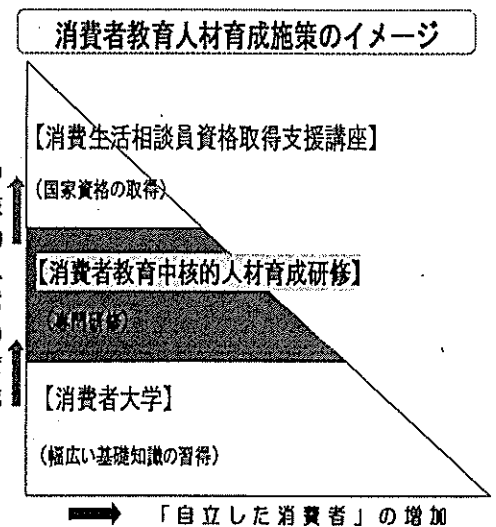 消費者教育人材育成施策のイメージ
【消費生活相談員資格取得支援講座】
(国家資格の取得)
【消費者教育中核的人材育成研修】
(専門研修)
【消費者大学】
(幅広い基礎知識の習得)
「自立した消費者」の増加